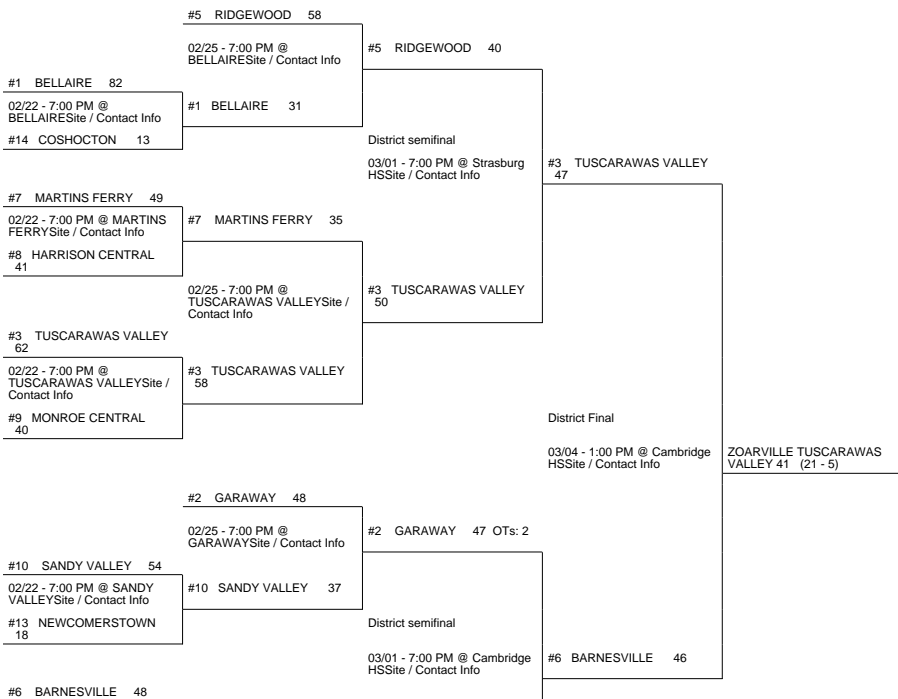 #5 RIDGEWOOD 58
02/25 - 7:00 PM @
BELLAIRESite / Contact Info
#5 RIDGEWOOD 40
#1 BELLAIRE 82
02/22 - 7:00 PM @
BELLAIRESite / Contact Info
#1 BELLAIRE 31
#14 COSHOCTON 13
District semifinal
03/01 - 7:00 PM @ Strasburg
HSSite / Contact Info
#3 TUSCARAWAS VALLEY
47
#7 MARTINS FERRY 49
02/22 - 7:00 PM @ MARTINS
FERRYSite / Contact Info
#7 MARTINS FERRY 35
#8 HARRISON CENTRAL
41
02/25 - 7:00 PM @
TUSCARAWAS VALLEYSite /
Contact Info
#3 TUSCARAWAS VALLEY
50
#3 TUSCARAWAS VALLEY
62
02/22 - 7:00 PM @
TUSCARAWAS VALLEYSite /
Contact Info
#3 TUSCARAWAS VALLEY
58
#9 MONROE CENTRAL
40
District Final
03/04 - 1:00 PM @ Cambridge
HSSite / Contact Info
ZOARVILLE TUSCARAWAS
VALLEY 41 (21 - 5)
#2 GARAWAY 48
02/25 - 7:00 PM @
GARAWAYSite / Contact Info
#2 GARAWAY 47 OTs: 2
#10 SANDY VALLEY 54
02/22 - 7:00 PM @ SANDY
VALLEYSite / Contact Info
#10 SANDY VALLEY 37
#13 NEWCOMERSTOWN
18
District semifinal
03/01 - 7:00 PM @ Cambridge
HSSite / Contact Info
#6 BARNESVILLE 46
#6 BARNESVILLE 48